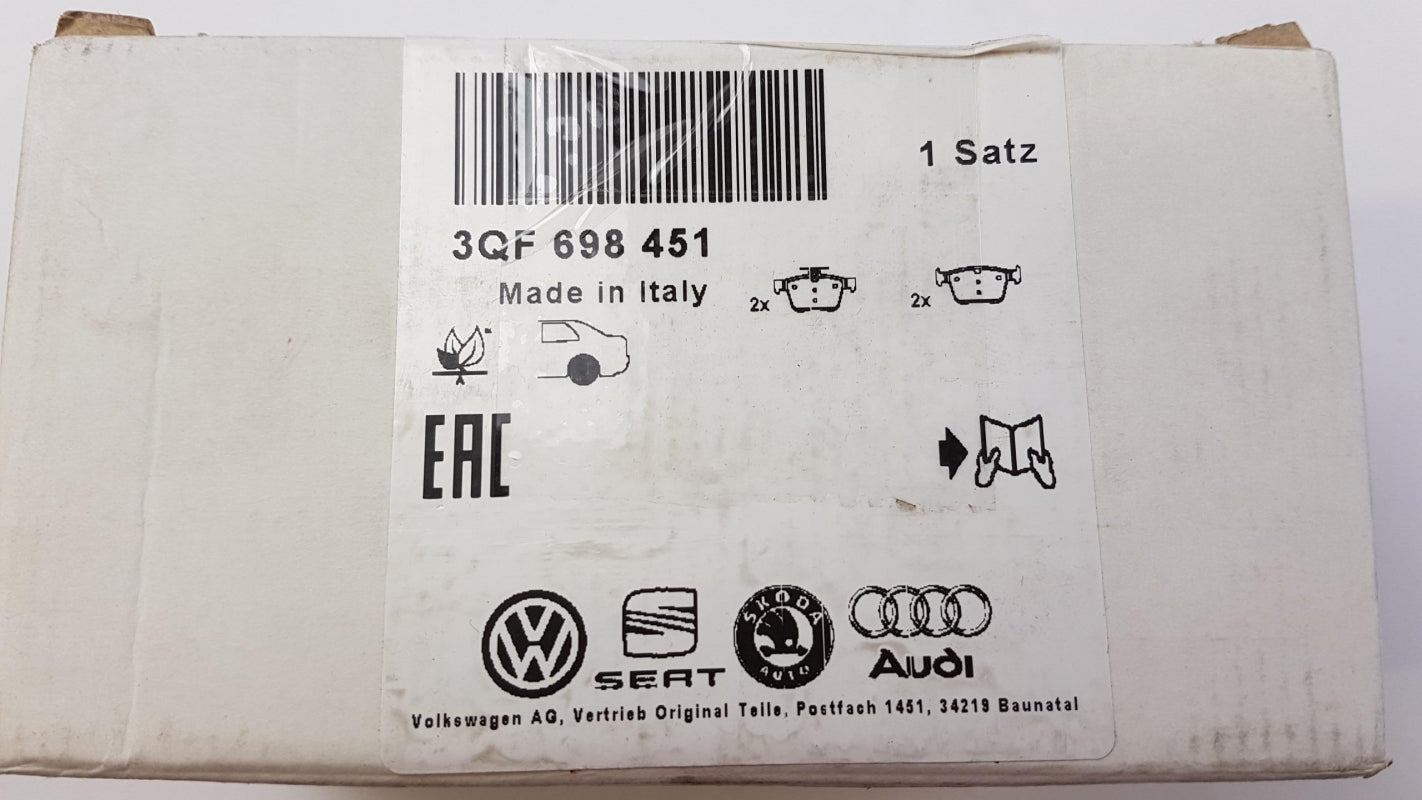 1 Satz
3QF 698 451
Made in Italy
2x
2x
EAC
SEAT
ŠKODA
AUTO
Audi
Volkswagen AG, Vertrieb Original Teile, Postfach 1451, 34219 Baunatal